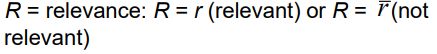 R = relevance: R = r (relevant) or R = r̅ (not
relevant)